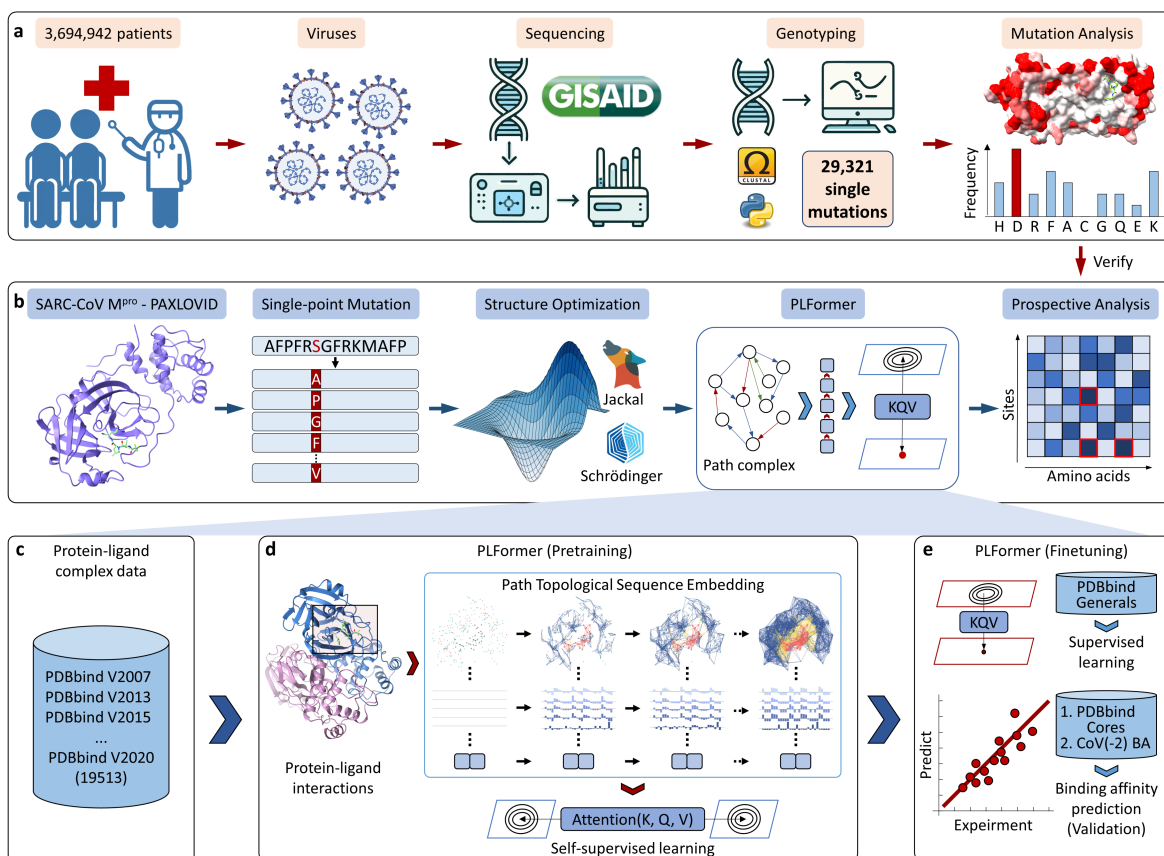 a
3,694,942 patients
Viruses
Sequencing
Genotyping
Mutation Analysis
GISAID
CLUSTAL
29,321
single
mutations
Frequency
H D R F A C G Q E K
Verify
b
SARC-CoV Mᵖʳᵒ - PAXLOVID
Single-point Mutation
Structure Optimization
PLFormer
Prospective Analysis
AFPFRSGFRKMAFP
A
P
G
F
V
Jackal
Schrödinger
Path complex
KQV
Sites
Amino acids
c
Protein-ligand
complex data
PDBbind V2007
PDBbind V2013
PDBbind V2015
...
PDBbind V2020
(19513)
d
PLFormer (Pretraining)
Path Topological Sequence Embedding
Protein-ligand
interactions
Attention(K, Q, V)
Self-supervised learning
e
PLFormer (Finetuning)
KQV
PDBbind
Generals
Supervised
learning
Predict
Expeirment
1. PDBbind
Cores
2. CoV(-2) BA
Binding affinity
prediction
(Validation)